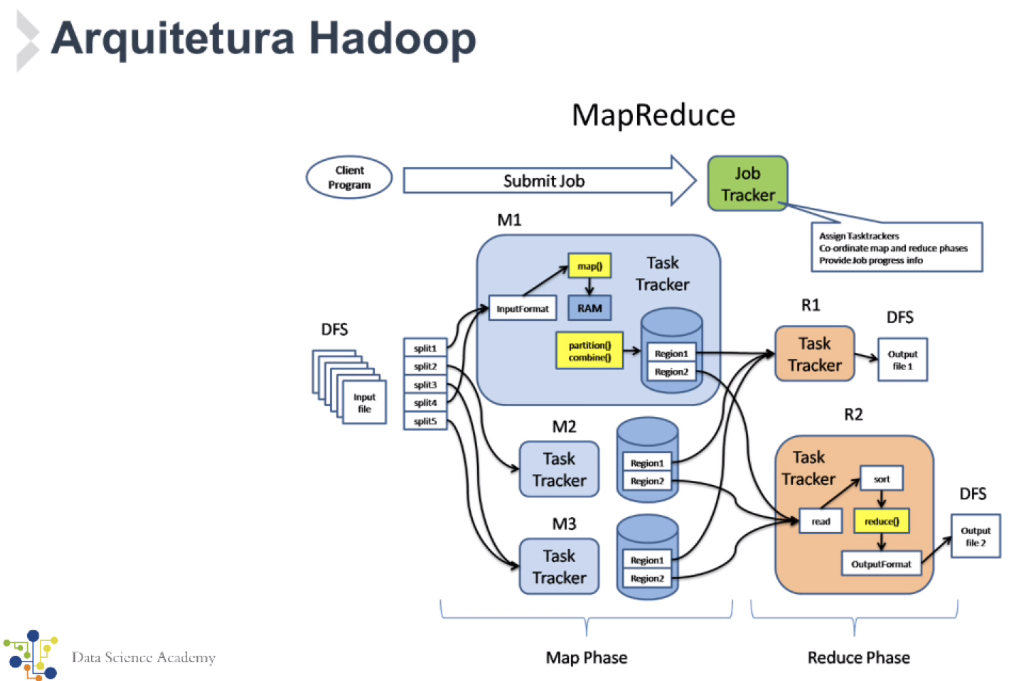 Arquitetura Hadoop
MapReduce
Client
Program
Submit Job
Job
Tracker
Assign Tasktrackers
Co-ordinate map and reduce phases
Provide Job progress info
M1
map()
Task
Tracker
InputFormat
RAM
partition()
combine()
Region1
Region2
DFS
Input
file
split1
split2
split3
split4
split5
M2
Task
Tracker
Region1
Region2
M3
Task
Tracker
Region1
Region2
R1
Task
Tracker
DFS
Output
file 1
R2
Task
Tracker
sort
read
reduce()
OutputFormat
DFS
Output
file 2
Map Phase
Reduce Phase
Data Science Academy